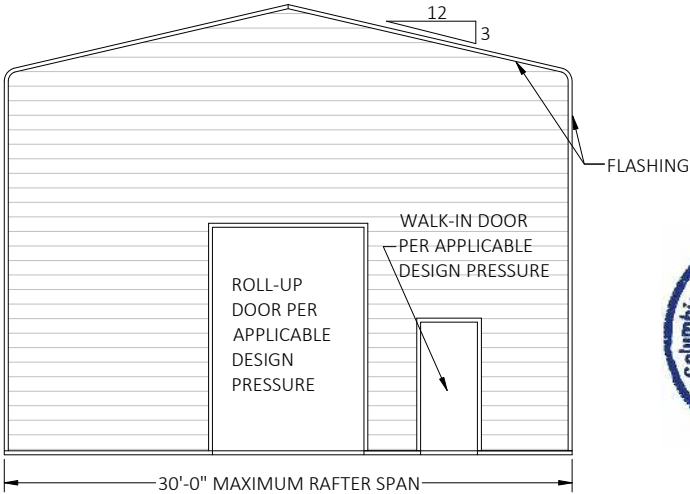 12
3
FLASHING
WALK-IN DOOR
PER APPLICABLE
DESIGN PRESSURE
ROLL-UP
DOOR PER
APPLICABLE
DESIGN
PRESSURE
30'-0" MAXIMUM RAFTER SPAN